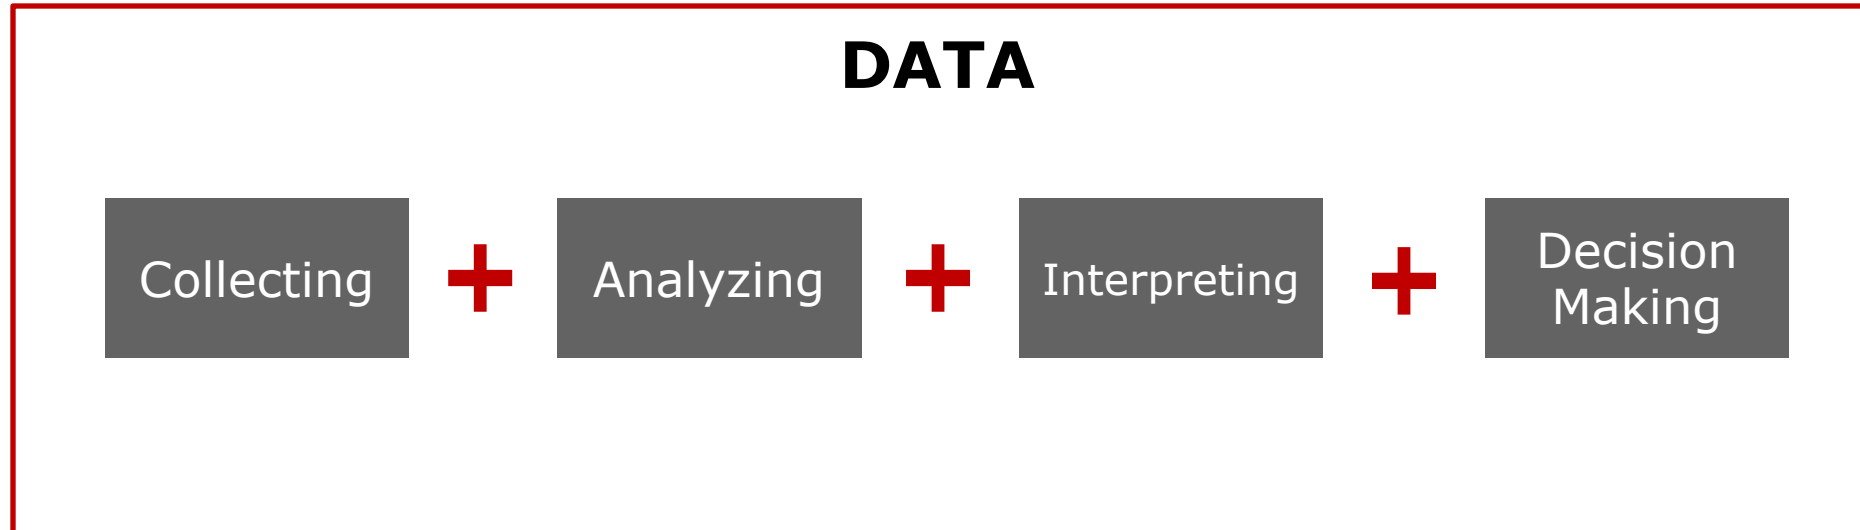 DATA
Collecting + Analyzing + Interpreting + Decision
Making